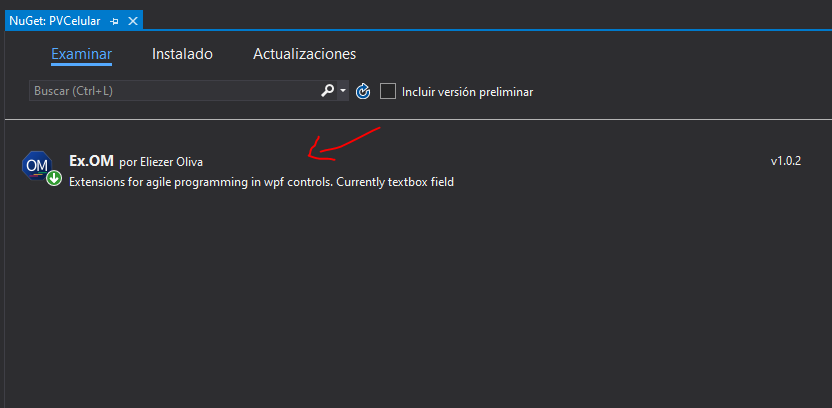 NuGet: PVCelular
Examinar Instalado Actualizaciones
Buscar (Ctrl+L) Incluir versión preliminar
OM Ex.OM por Eliezer Oliva v1.0.2
Extensions for agile programming in wpf controls. Currently textbox field